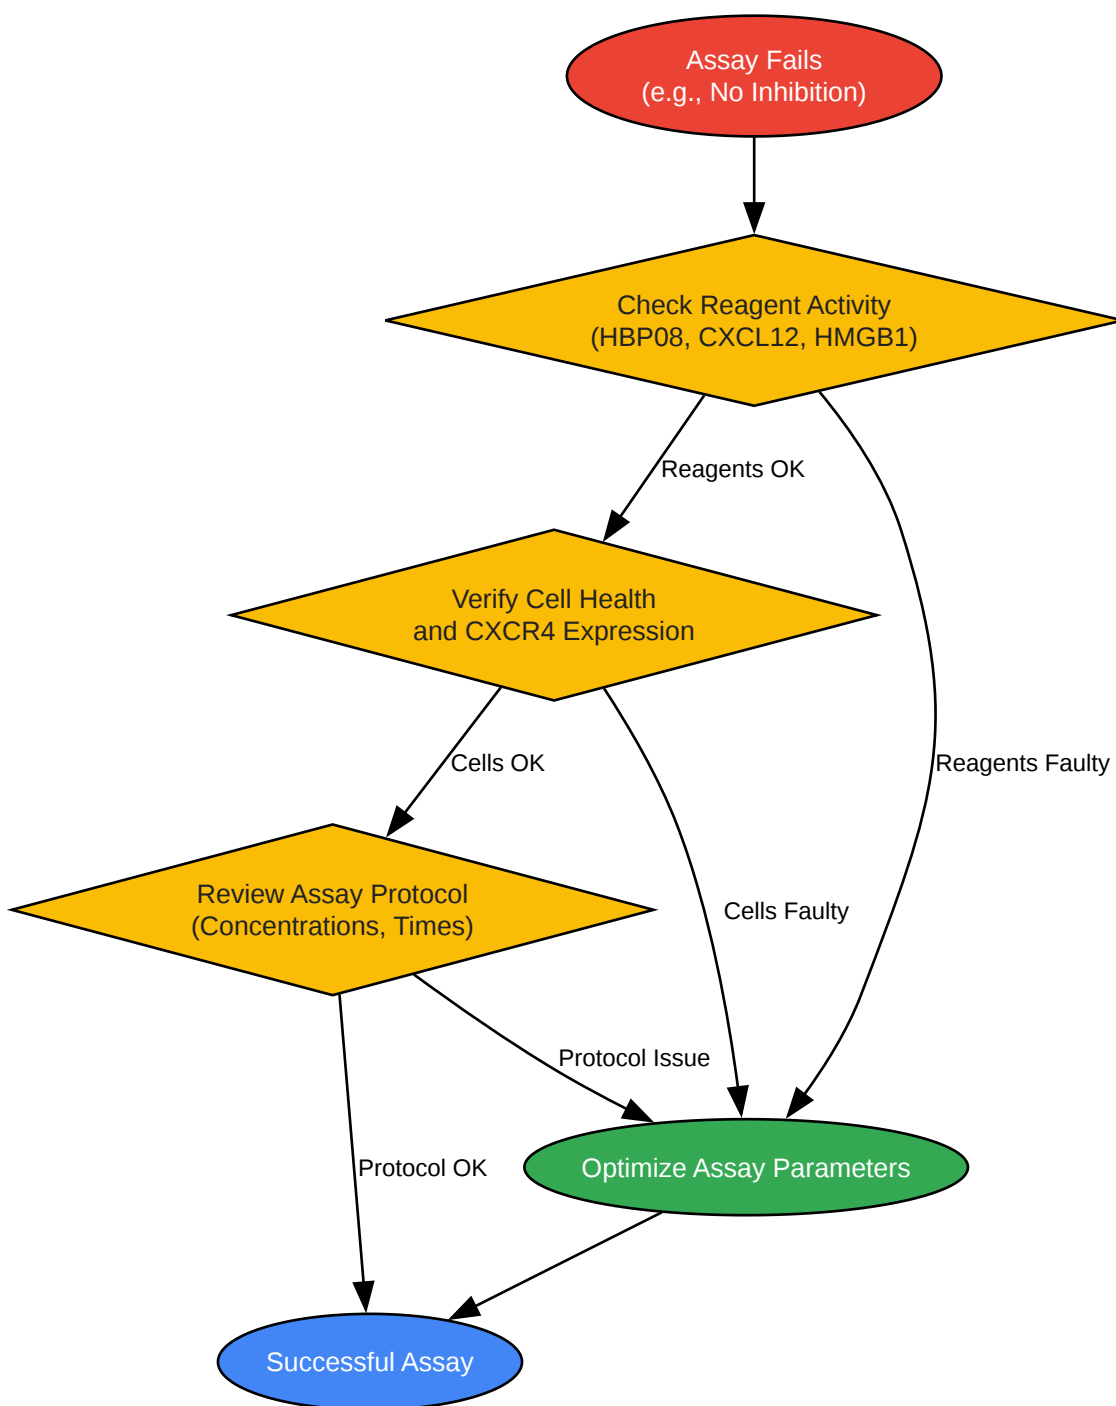 Assay Fails
(e.g., No Inhibition)
Check Reagent Activity
(HBP08, CXCL12, HMGB1)
Reagents OK
Verify Cell Health
and CXCR4 Expression
Cells OK
Reagents Faulty
Review Assay Protocol
(Concentrations, Times)
Cells Faulty
Protocol Issue
Protocol OK
Optimize Assay Parameters
Successful Assay